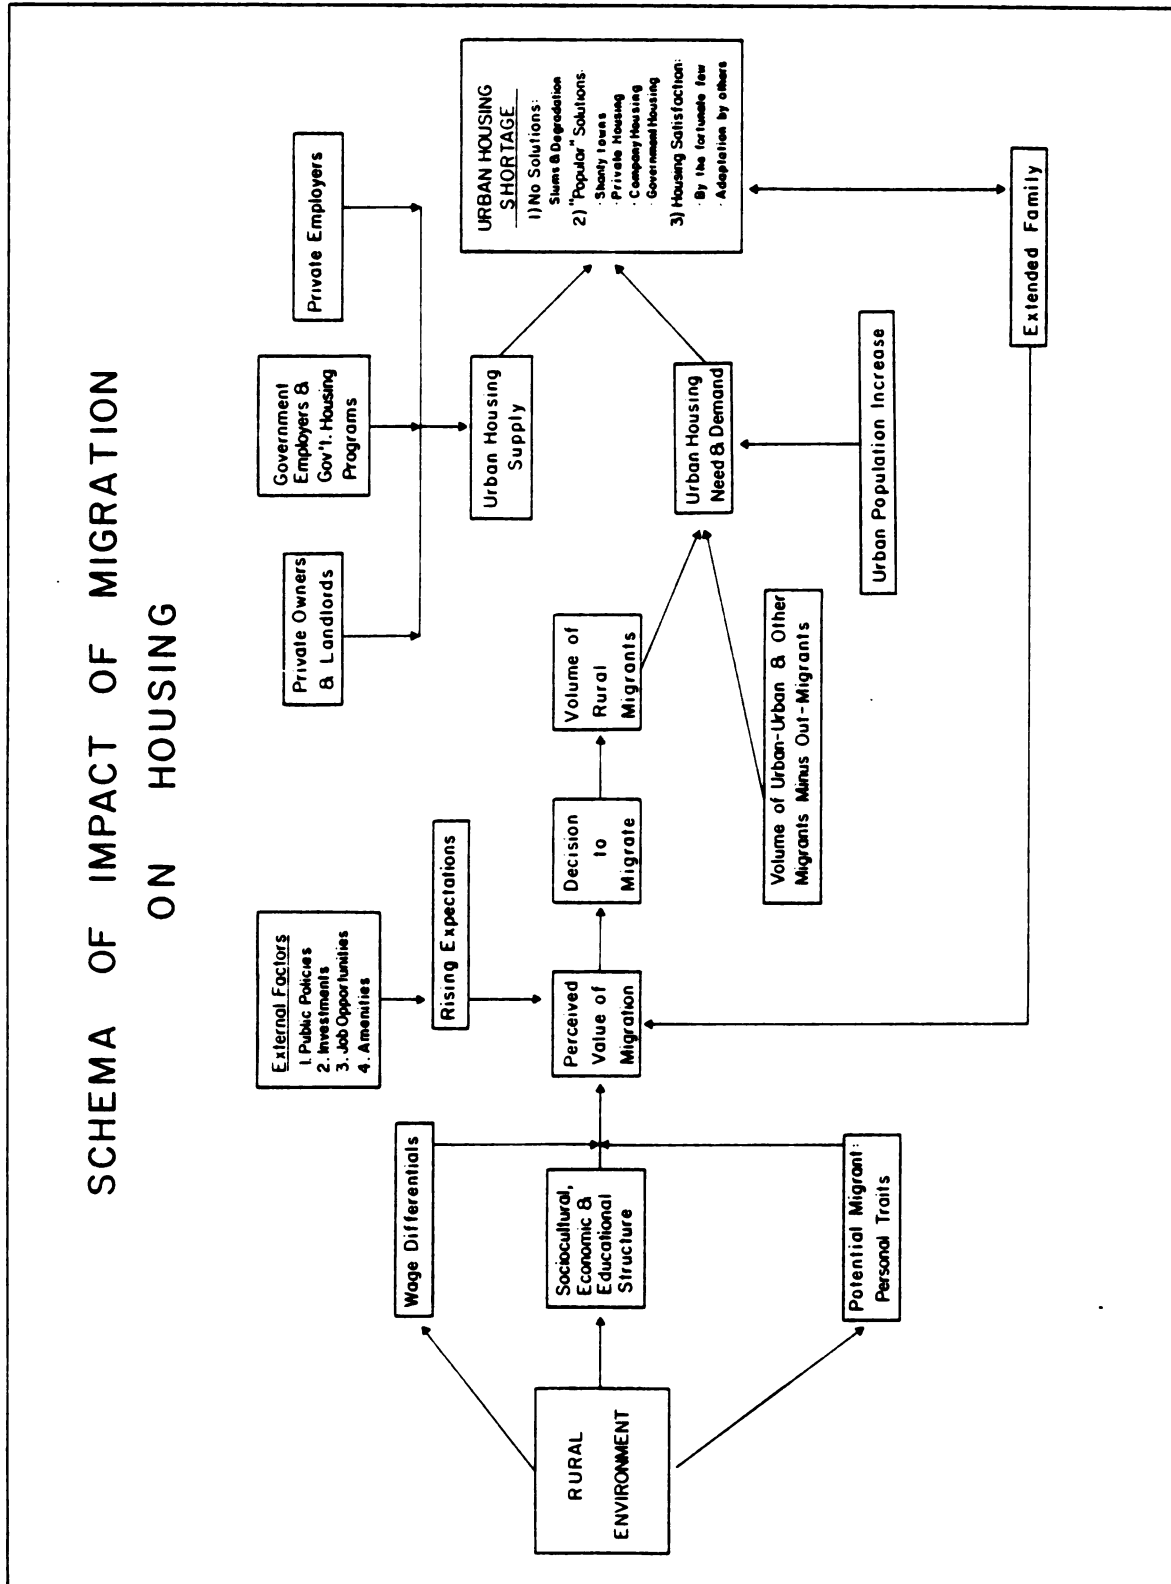 SCHEMA OF IMPACT OF MIGRATION
ON HOUSING
RURAL
ENVIRONMENT
Wage Differentials
Sociocultural,
Economic &
Educational
Structure
Potential Migrant:
Personal Traits
External Factors
1. Public Policies
2. Investments
3. Job Opportunities
4. Amenities
Rising Expectations
Perceived
Value of
Migration
Decision
to
Migrate
Volume of
Rural
Migrants
Volume of Urban-Urban & Other
Migrants Minus Out-Migrants
Private Owners
& Landlords
Government
Employers &
Gov't. Housing
Programs
Private Employers
Urban Housing
Supply
Urban Housing
Need & Demand
Urban Population Increase
URBAN HOUSING
SHORTAGE
1) No Solutions:
Slums & Degradation
2) "Popular" Solutions:
· Shanty towns
· Private Housing
· Company Housing
· Government Housing
3) Housing Satisfaction:
· By the fortunate few
· Adaptation by others
Extended Family